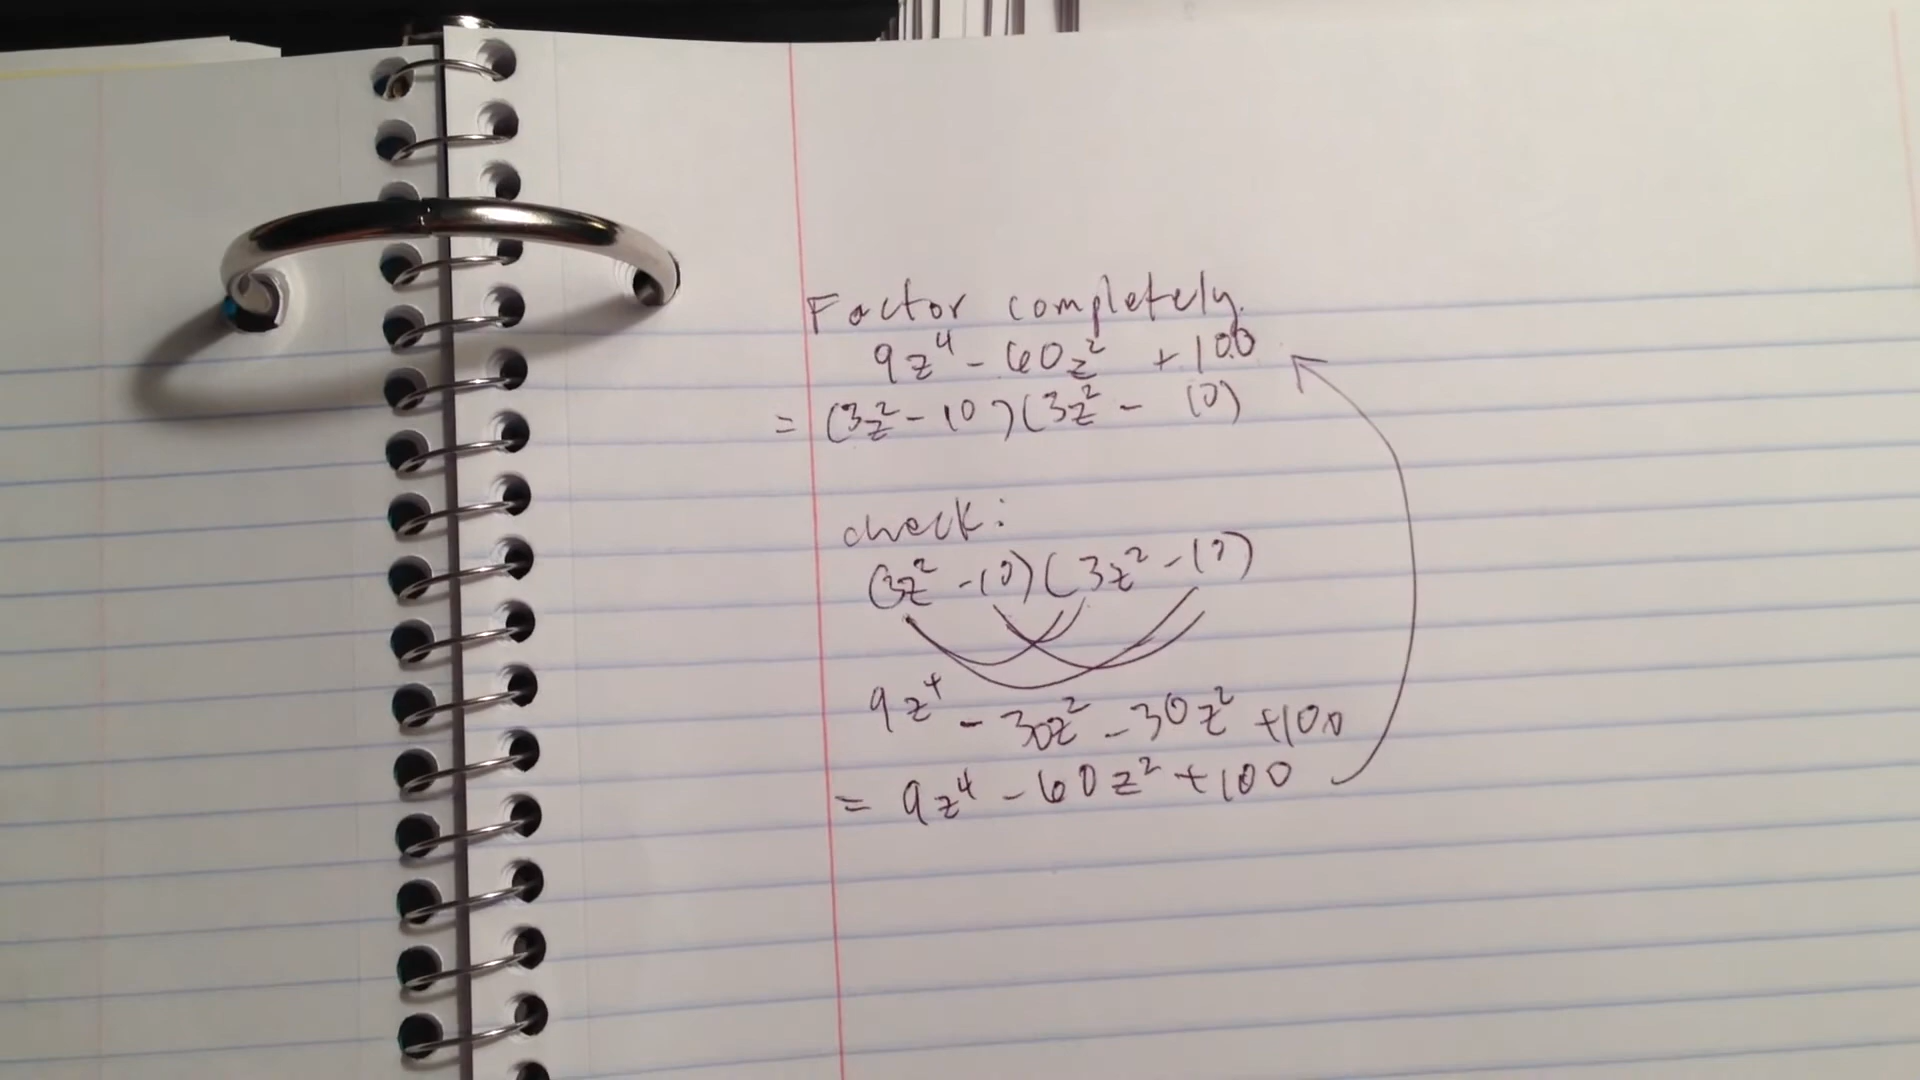 Factor completely.
9z⁴ - 60z² + 100
= (3z² - 10)(3z² - 10)
check:
(3z² - 10)(3z² - 10)
9z⁴ - 30z² - 30z² + 100
= 9z⁴ - 60z² + 100